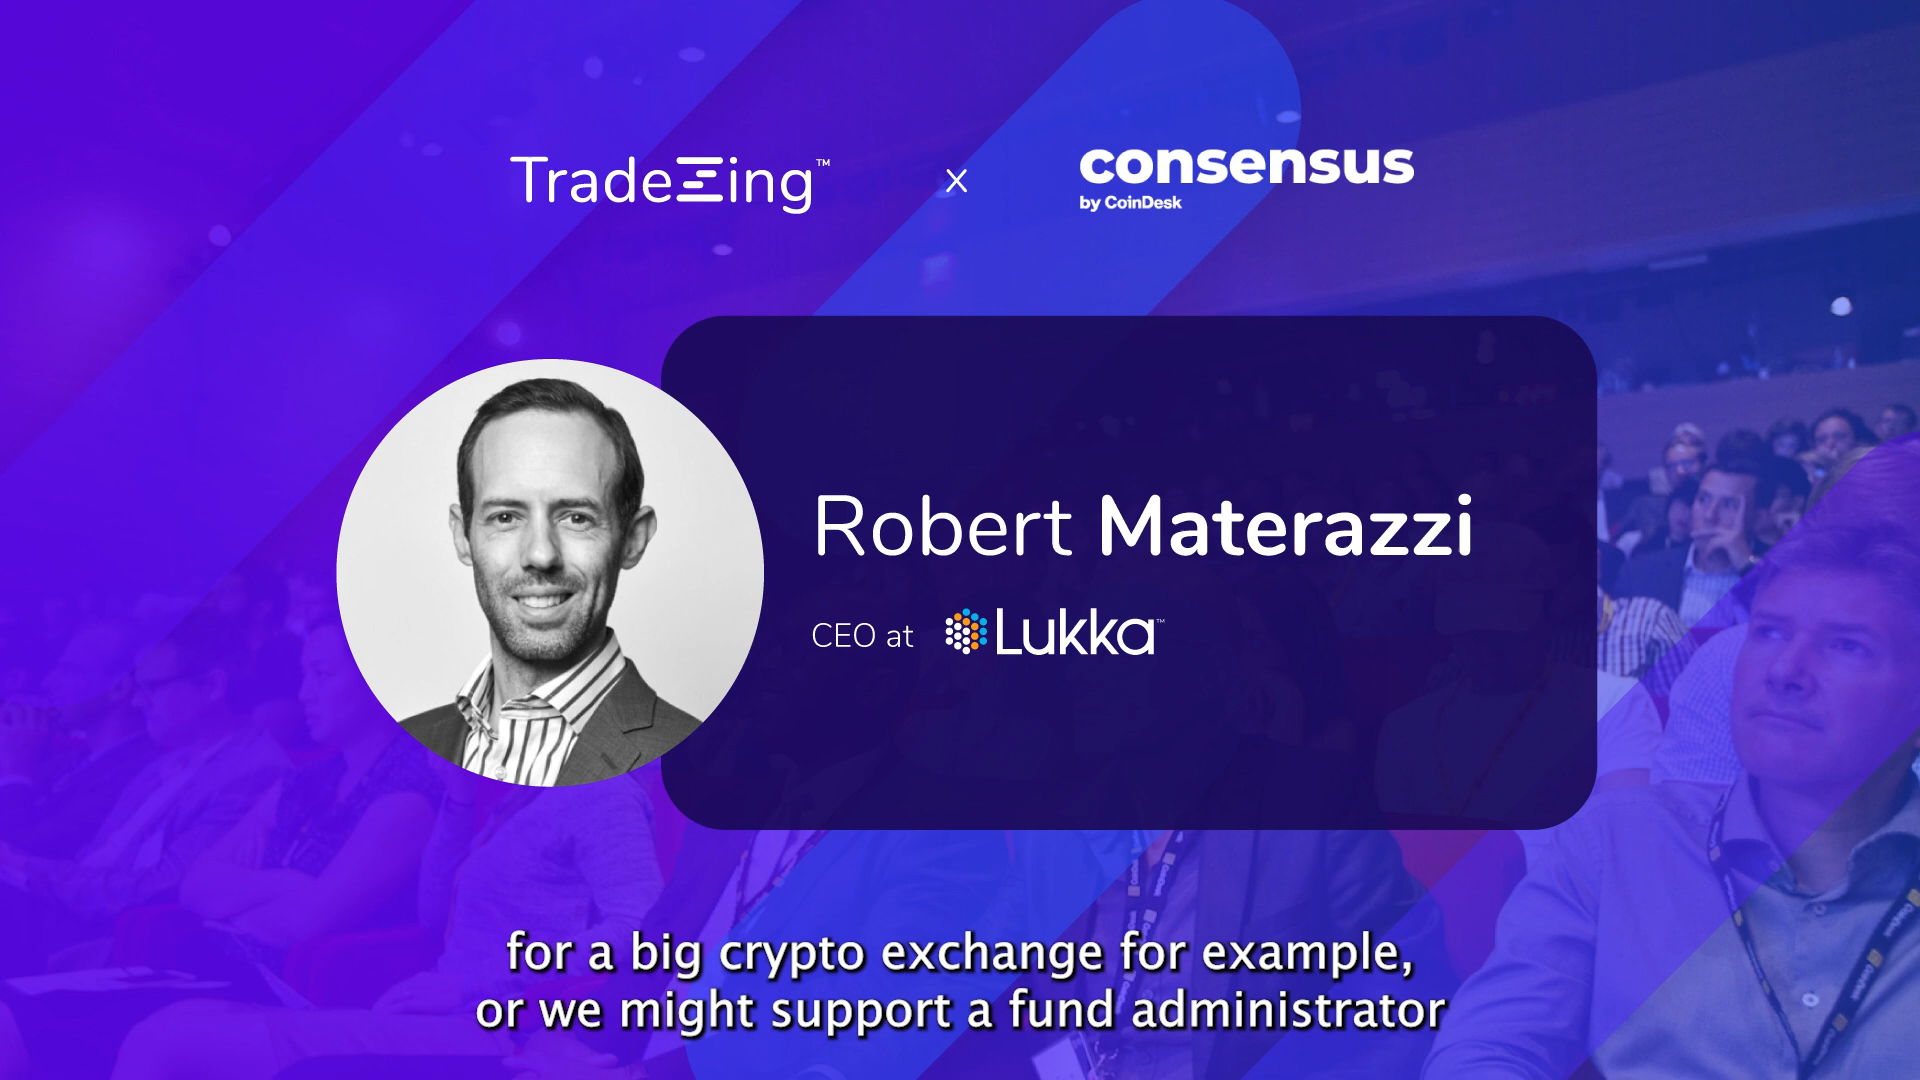 TradeZing™ x consensus
by CoinDesk
Robert Materazzi
CEO at Lukka™
for a big crypto exchange for example,
or we might support a fund administrator